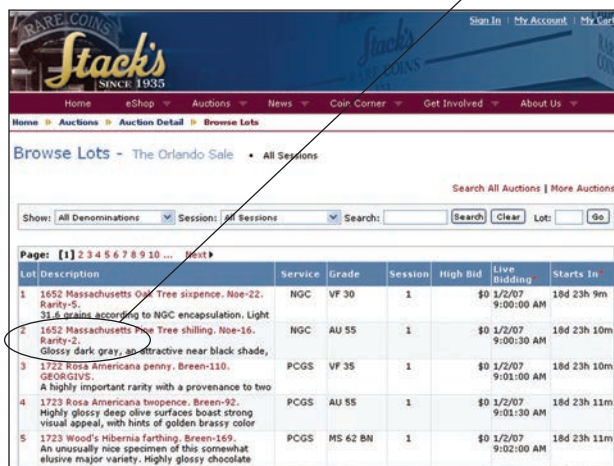 RARE COINS
Stack's
SINCE 1935
Stack's
RARE COINS
Sign In | My Account | My Cart
Home eShop Auctions News Coin Corner Get Involved About Us
Home Auctions Auction Detail Browse Lots
Browse Lots - The Orlando Sale • All Sessions
Search All Auctions | More Auctions
Show: All Denominations Session: All Sessions Search: Search Clear Lot: Go
Page: [1] 2 3 4 5 6 7 8 9 10 ... Next
Lot Description Service Grade Session High Bid Live Bidding* Starts In*
1 1652 Massachusetts Oak Tree sixpence. Noe-22. NGC VF 30 1 $0 1/2/07 18d 23h 9m
Rarity-5. 9:00:00 AM
31.6 grains according to NGC encapsulation. Light
2 1652 Massachusetts Pine Tree shilling. Noe-16. NGC AU 55 1 $0 1/2/07 18d 23h 10m
Rarity-2. 9:00:30 AM
Glossy dark gray, an attractive near black shade,
3 1722 Rosa Americana penny. Breen-110. PCGS VF 35 1 $0 1/2/07 18d 23h 10m
GEORGIVS. 9:01:00 AM
A highly important rarity with a provenance to two
4 1723 Rosa Americana twopence. Breen-92. PCGS AU 55 1 $0 1/2/07 18d 23h 11m
Highly glossy deep olive surfaces boast strong 9:01:30 AM
visual appeal, with hints of golden brassy color
5 1723 Wood's Hibernia farthing. Breen-169. PCGS MS 62 BN 1 $0 1/2/07 18d 23h 11m
An unusually nice specimen of this somewhat 9:02:00 AM
elusive major variety. Highly glossy chocolate